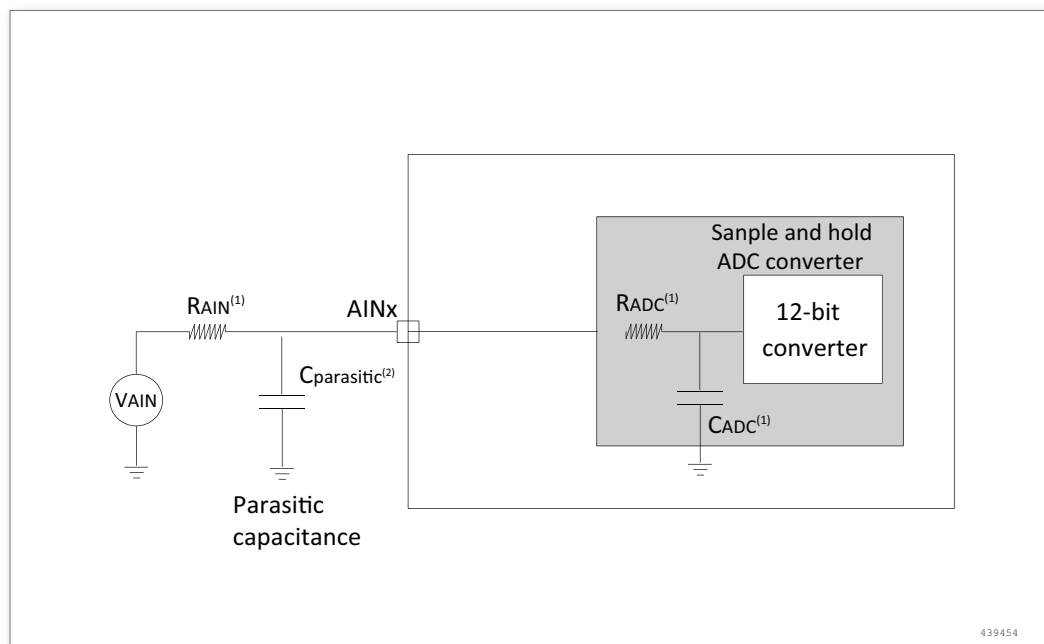 Sanple and hold
ADC converter
RAIN(1)
AINx
RADC(1)
12-bit
converter
Cparasitic(2)
VAIN
CADC(1)
Parasitic
capacitance
439454